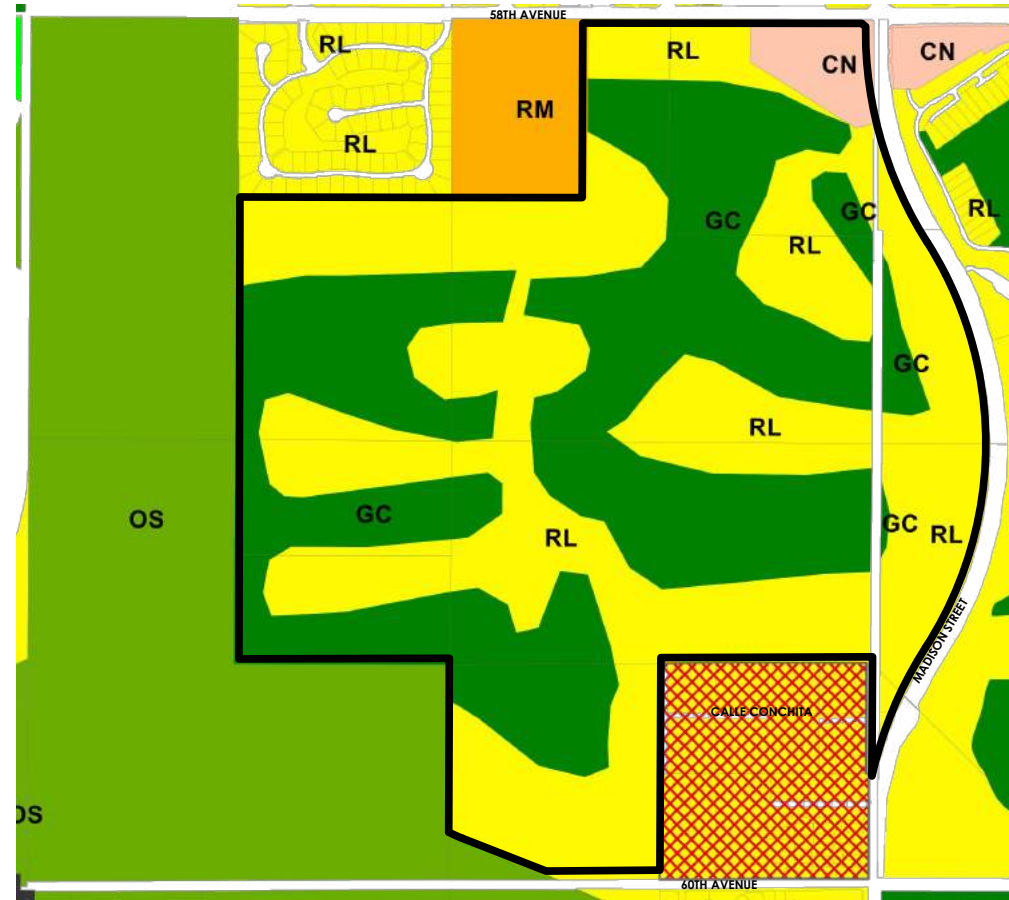 58TH AVENUE
RL
RL
CN
CN
RM
RL
RL
GC
GC
RL
GC
RL
OS
GC
GC
RL
RL
MADISON STREET
CALLE CONCHITA
OS
60TH AVENUE